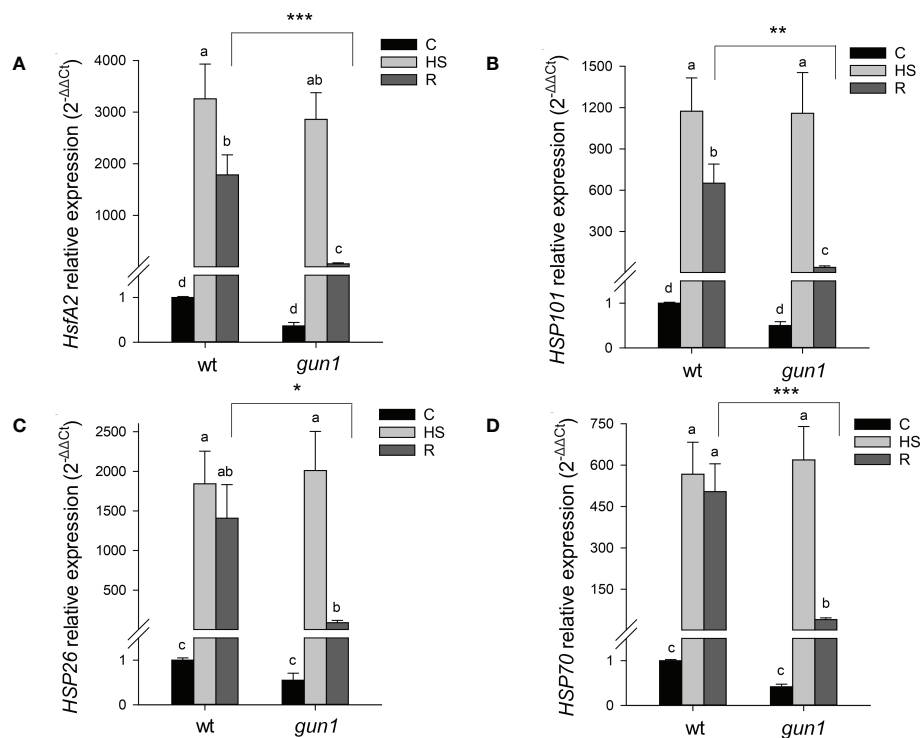 A
HsfA2 relative expression (2-ΔΔCt)
4000
3000
2000
1000
1
0
***
a
b
d
ab
c
d
wt
gun1
C
HS
R
B
HSP101 relative expression (2-ΔΔCt)
1500
1200
900
600
300
1
0
**
a
b
d
a
c
d
wt
gun1
C
HS
R
C
HSP26 relative expression (2-ΔΔCt)
2500
2000
1500
1000
500
1
0
*
a
ab
c
a
b
c
wt
gun1
C
HS
R
D
HSP70 relative expression (2-ΔΔCt)
750
600
450
300
150
1
0
***
a
a
c
a
b
c
wt
gun1
C
HS
R